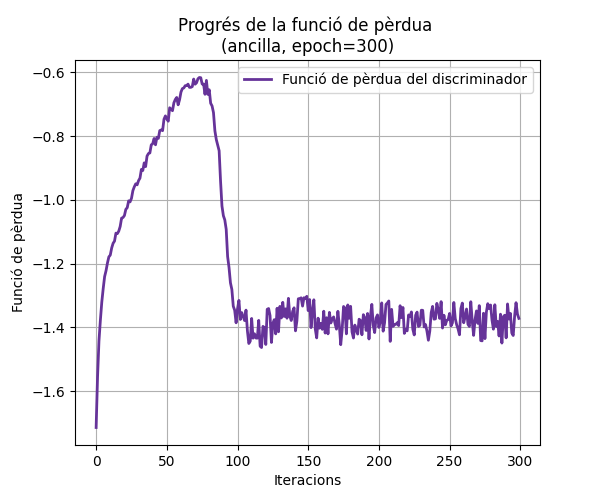 Progrés de la funció de pèrdua
(ancilla, epoch=300)
Funció de pèrdua del discriminador
Funció de pèrdua
−0.6
−0.8
−1.0
−1.2
−1.4
−1.6
0 50 100 150 200 250 300
Iteracions